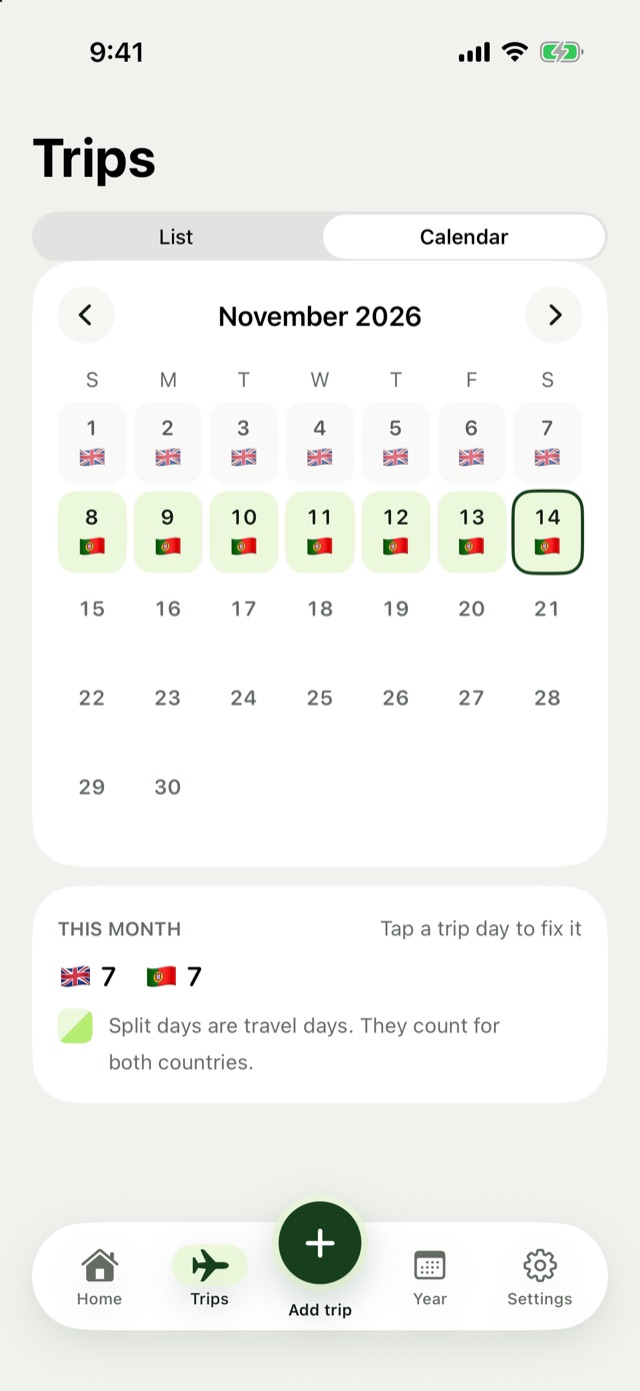 9:41
Trips
List Calendar
November 2026
S M T W T F S
1 2 3 4 5 6 7
8 9 10 11 12 13 14
15 16 17 18 19 20 21
22 23 24 25 26 27 28
29 30
THIS MONTH Tap a trip day to fix it
7 7
Split days are travel days. They count for
both countries.
Home Trips Add trip Year Settings